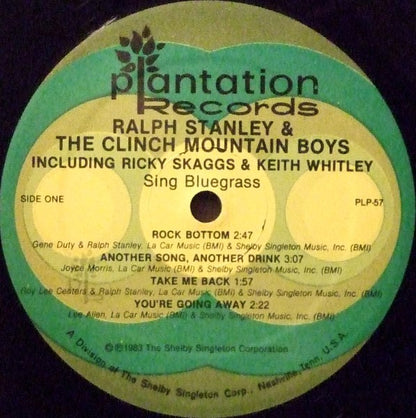 plantation
Records
RALPH STANLEY &
THE CLINCH MOUNTAIN BOYS
INCLUDING RICKY SKAGGS & KEITH WHITLEY
Sing Bluegrass
SIDE ONE
PLP-57
ROCK BOTTOM 2:47
Gene Duty & Ralph Stanley, La Car Music (BMI) & Shelby Singleton Music, Inc. (BMI)
ANOTHER SONG, ANOTHER DRINK 3:07
Joyce Morris, La Car Music (BMI) & Shelby Singleton Music, Inc. (BMI)
TAKE ME BACK 1:57
Roy Lee Centers & Ralph Stanley, La Car Music (BMI) & Shelby Singleton Music, Inc. (BMI)
YOU'RE GOING AWAY 2:22
Lee Allen, La Car Music (BMI) & Shelby Singleton Music, Inc. (BMI)
©℗1983 The Shelby Singleton Corporation
A Division of The Shelby Singleton Corp., Nashville, Tenn. U.S.A.